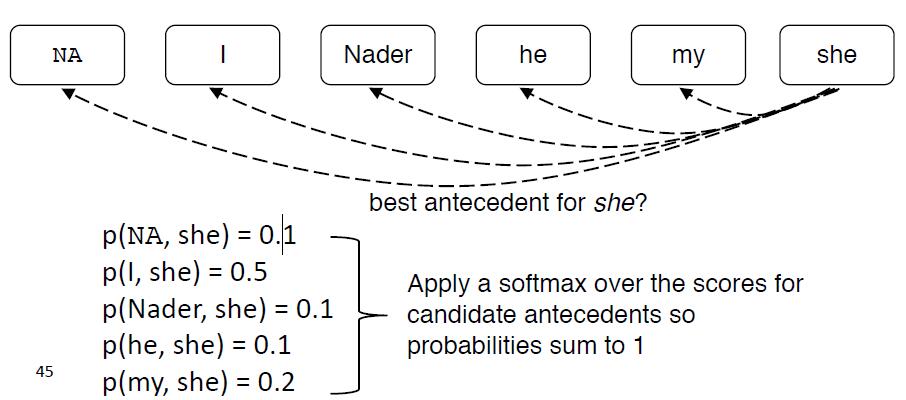 NA I Nader he my she
best antecedent for she?
p(NA, she) = 0.1
p(I, she) = 0.5
p(Nader, she) = 0.1
p(he, she) = 0.1
p(my, she) = 0.2
Apply a softmax over the scores for
candidate antecedents so
probabilities sum to 1
45